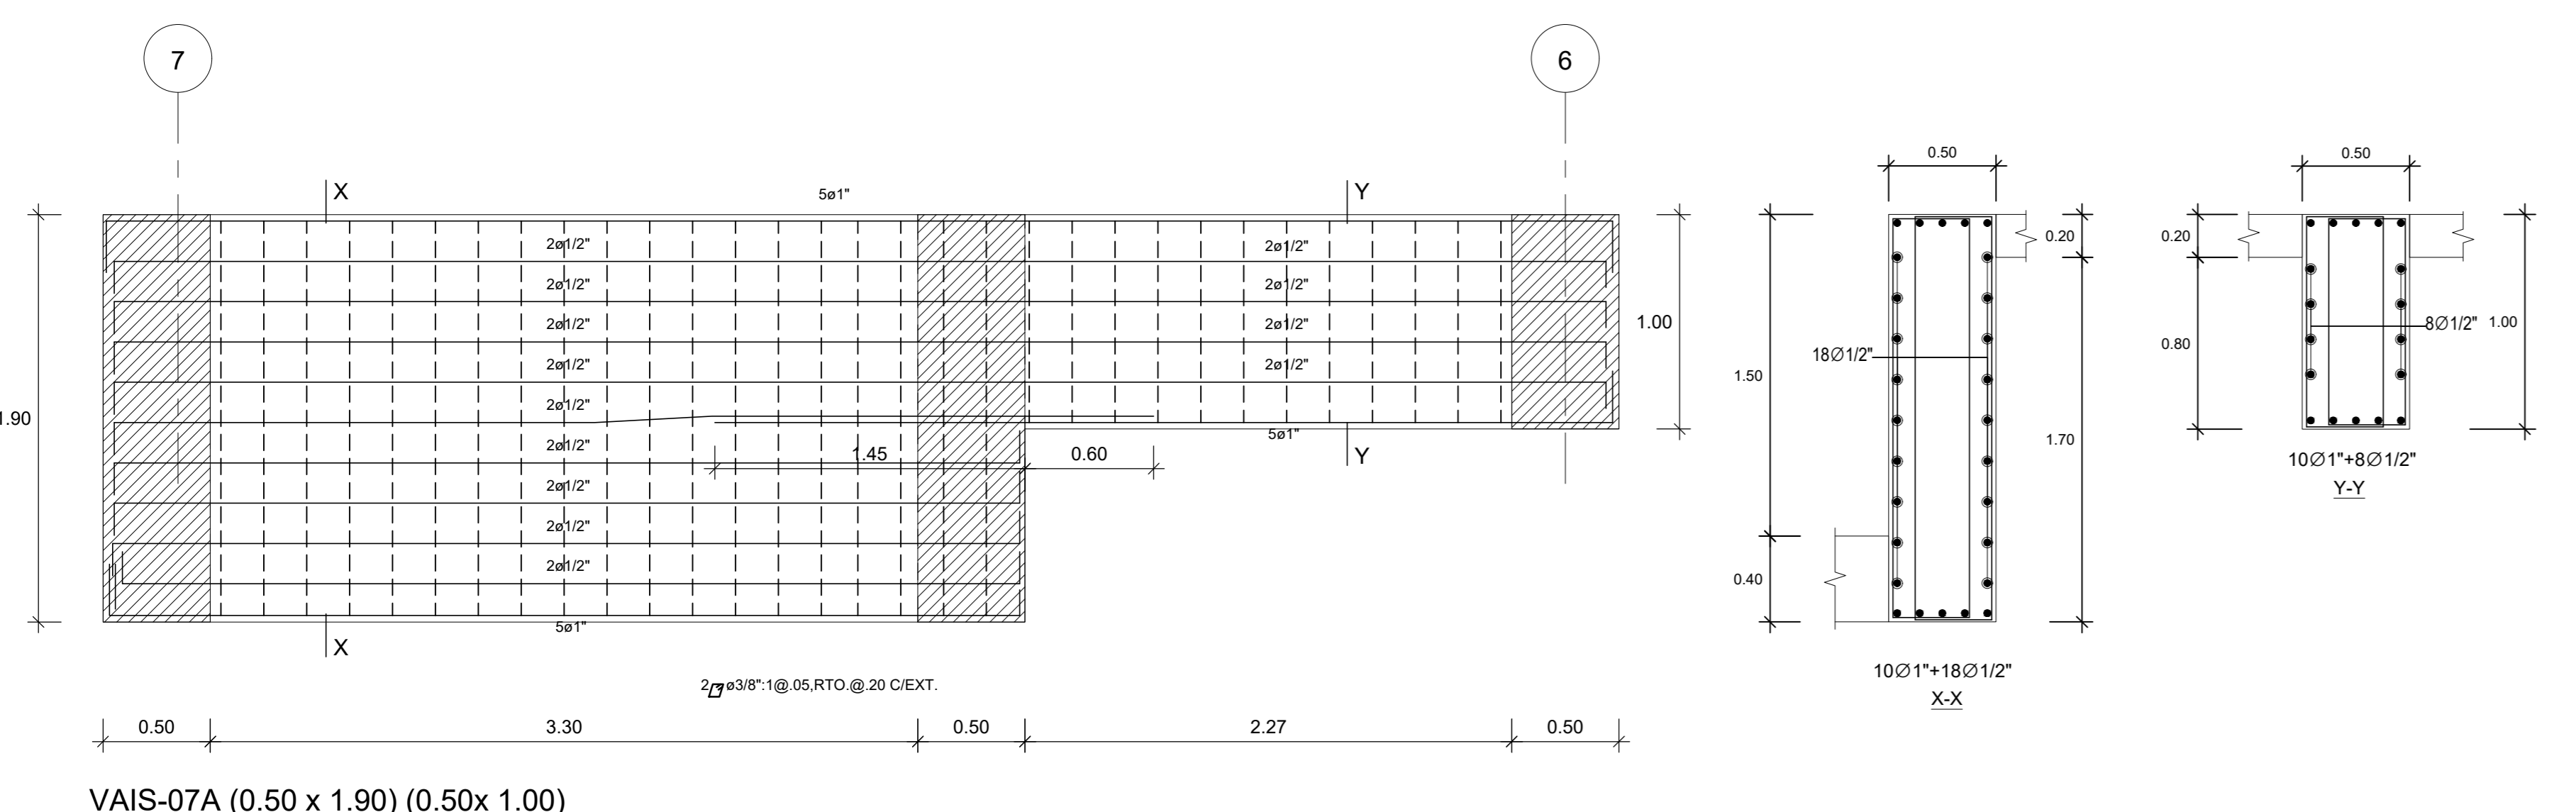 7
6
X
5ø1"
Y
0.50
0.50
2ø1/2"
2ø1/2"
0.20
0.20
2ø1/2"
2ø1/2"
2ø1/2"
2ø1/2"
1.00
8Ø1/2"
1.00
0.80
18Ø1/2"
2ø1/2"
2ø1/2"
1.50
2ø1/2"
1.90
5ø1"
1.70
2ø1/2"
1.45
0.60
Y
10Ø1"+8Ø1/2"
Y-Y
2ø1/2"
2ø1/2"
2ø1/2"
0.40
5ø1"
X
10Ø1"+18Ø1/2"
X-X
2 ø3/8":1@.05,RTO.@.20 C/EXT.
0.50
3.30
0.50
2.27
0.50
VAIS-07A (0.50 x 1.90) (0.50x 1.00)